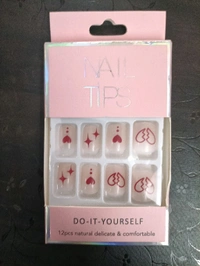 NAIL
TIPS
DO-IT-YOURSELF
12pcs natural delicate & comfortable